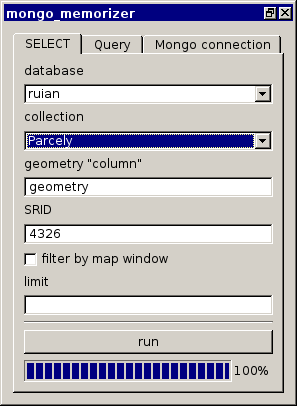 mongo_memorizer
SELECT Query Mongo connection
database
ruian
collection
Parcely
geometry "column"
geometry
SRID
4326
filter by map window
limit
run
100%